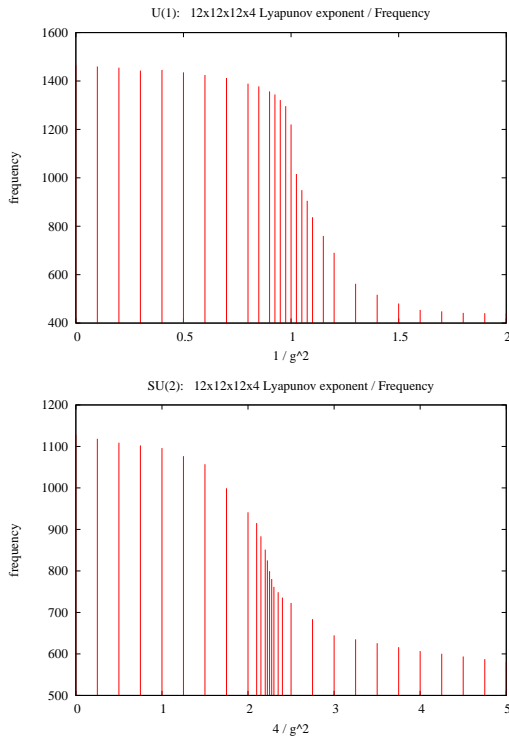 U(1):   12x12x12x4 Lyapunov exponent / Frequency
1600
1400
1200
1000
800
600
400
frequency
0 0.5 1 1.5 2
1 / g^2
SU(2):   12x12x12x4 Lyapunov exponent / Frequency
1200
1100
1000
900
800
700
600
500
frequency
0 1 2 3 4 5
4 / g^2